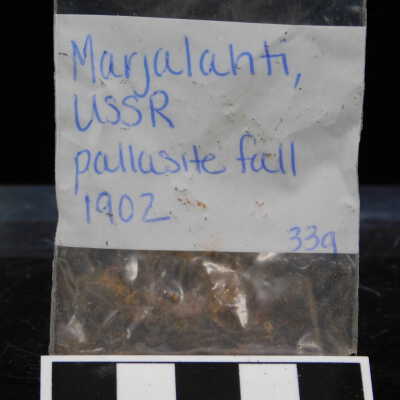 Marjalahti,
USSR
pallasite fall
1902
33g